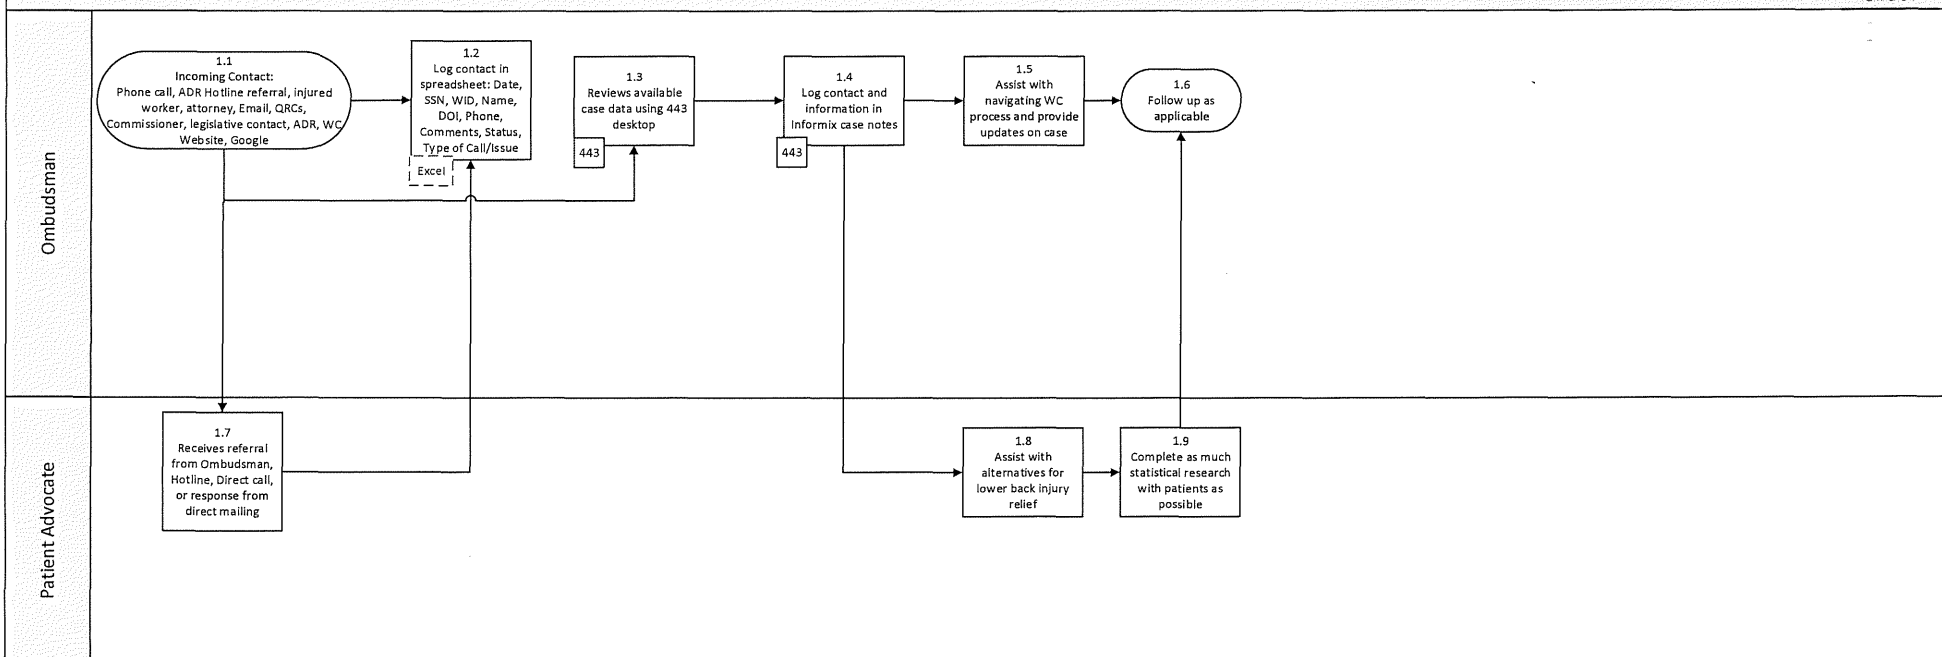 Ombudsman
1.1
Incoming Contact:
Phone call, ADR Hotline referral, injured
worker, attorney, Email, QRCs,
Commissioner, legislative contact, ADR, WC
Website, Google
1.2
Log contact in
spreadsheet: Date,
SSN, WID, Name,
DOI, Phone,
Comments, Status,
Type of Call/Issue
Excel
1.3
Reviews available
case data using 443
desktop
443
1.4
Log contact and
information in
Informix case notes
443
1.5
Assist with
navigating WC
process and provide
updates on case
1.6
Follow up as
applicable
Patient Advocate
1.7
Receives referral
from Ombudsman,
Hotline, Direct call,
or response from
direct mailing
1.8
Assist with
alternatives for
lower back injury
relief
1.9
Complete as much
statistical research
with patients as
possible